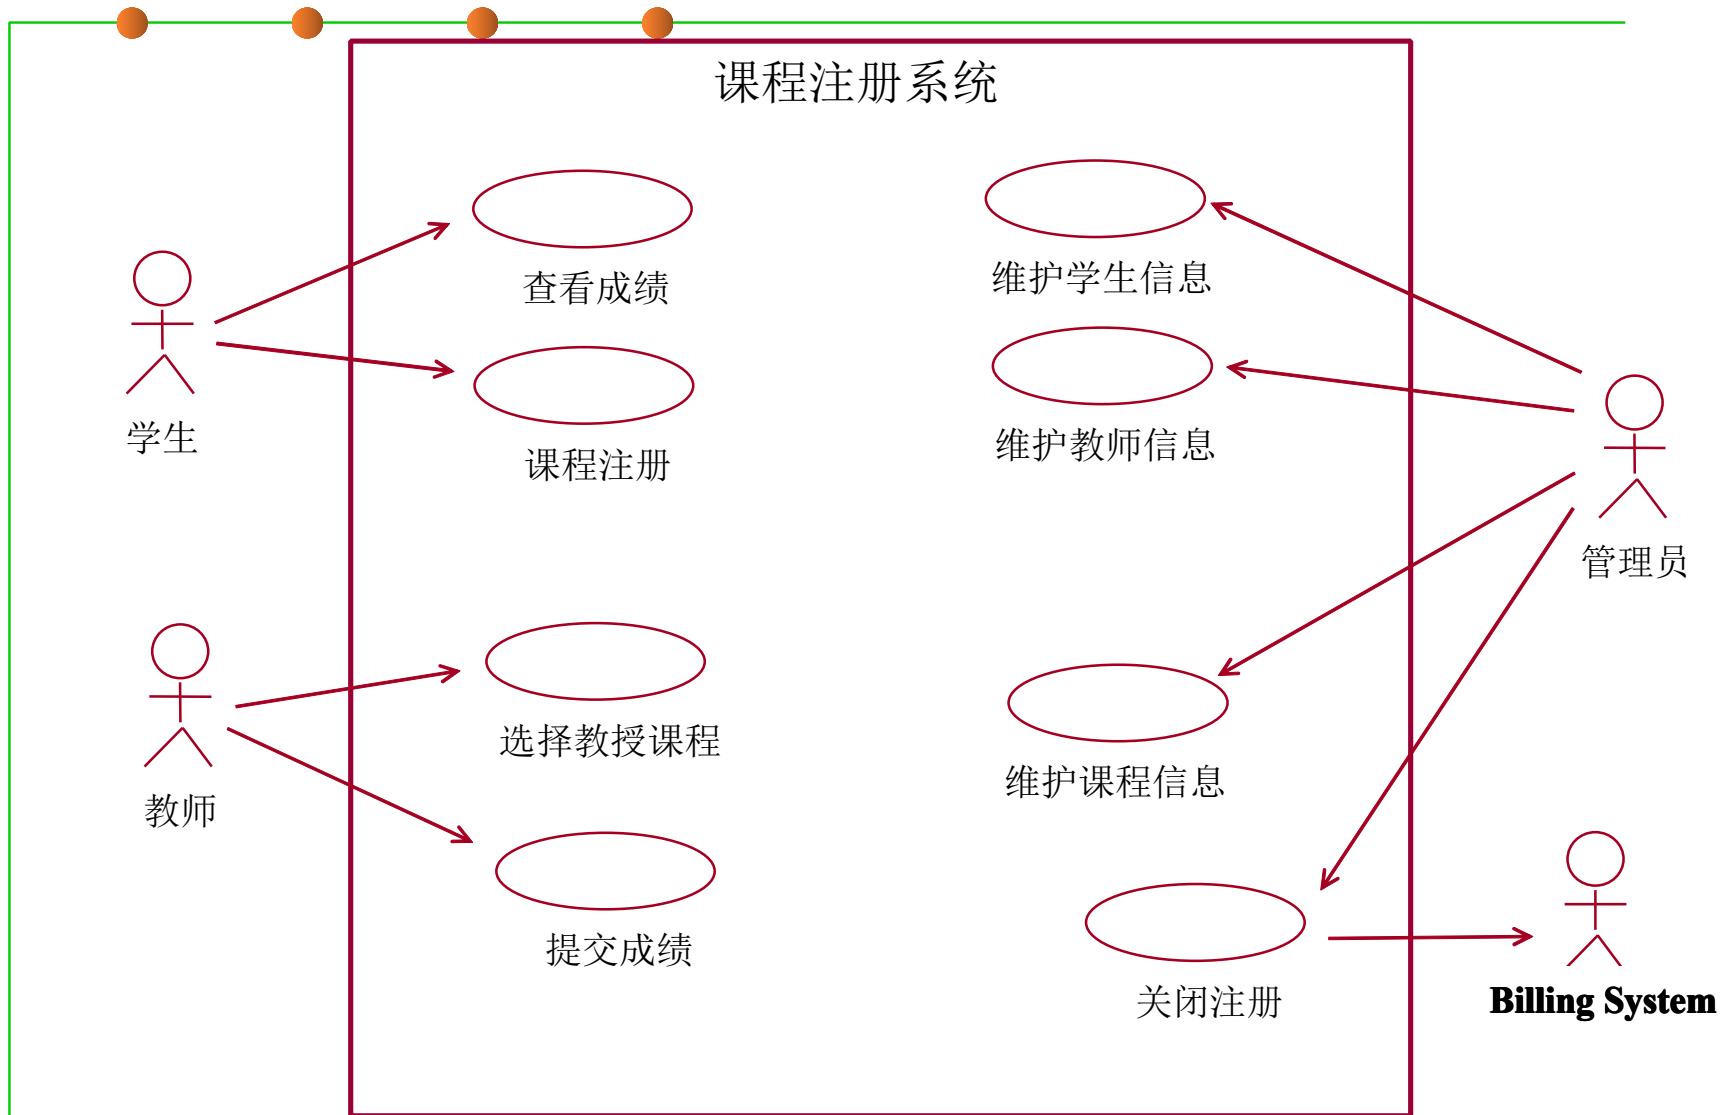 课程注册系统
查看成绩
维护学生信息
学生
课程注册
维护教师信息
管理员
选择教授课程
教师
维护课程信息
提交成绩
关闭注册
Billing System